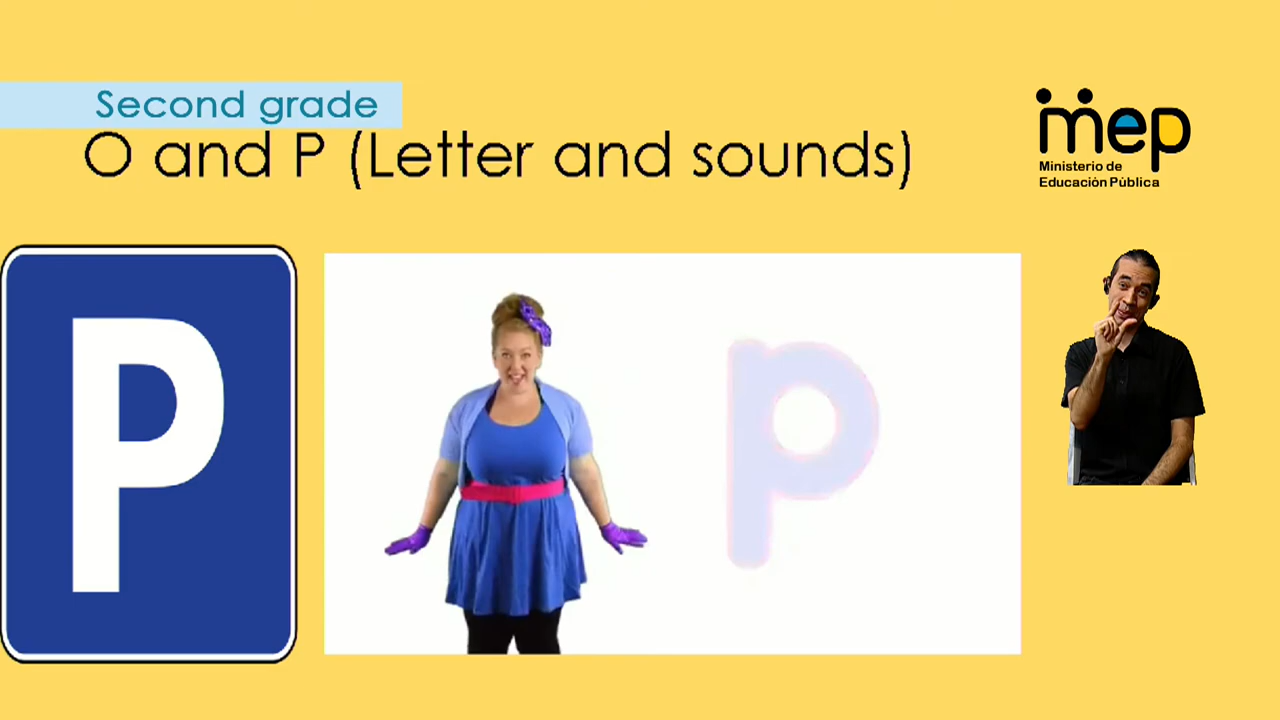 Second grade
O and P (Letter and sounds)
mep
Ministerio de
Educación Pública
P
p